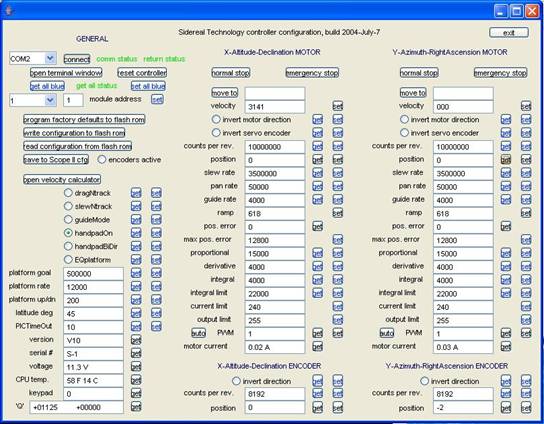 Sidereal Technology controller configuration, build 2004-July-7
exit
GENERAL
COM2 connect comm status return status
open terminal window reset controller
get all blue get all status set all blue
1 1 module address set
program factory defaults to flash rom
write configuration to flash rom
read configuration from flash rom
save to Scope II cfg encoders active
open velocity calculator
dragNtrack get set
slewNtrack get set
guideMode get set
handpadOn get set
handpadBiDir get set
EQplatform get set
platform goal 500000 get set
platform rate 12000 get set
platform up/dn 200 get set
latitude deg 45 get set
PICTimeOut 10 get set
version V10 get
serial # S-1 get
voltage 11.3 V get
CPU temp. 58 F 14 C get
keypad 0 get
'Q' +01125 +00000 get
X-Altitude-Declination MOTOR
normal stop emergency stop
move to
velocity 3141 set
invert motor direction get set
invert servo encoder get set
counts per rev. 10000000 get set
position 0 get set
slew rate 3500000 get set
pan rate 50000 get set
guide rate 4000 get set
ramp 618 set
pos. error 0 get
max pos. error 12800 get set
proportional 15000 get set
derivative 4000 get set
integral 4000 get set
integral limit 22000 get set
current limit 240 get set
output limit 255 get set
auto PWM 1 get set
motor current 0.02 A get
X-Altitude-Declination ENCODER
invert direction get set
counts per rev. 8192 get set
position 0 get set
Y-Azimuth-RightAscension MOTOR
normal stop emergency stop
move to
velocity 000 set
invert motor direction get set
invert servo encoder get set
counts per rev. 10000000 get set
position 0 get set
slew rate 3500000 get set
pan rate 50000 get set
guide rate 4000 get set
ramp 618 set
pos. error 0 get
max pos. error 12800 get set
proportional 15000 get set
derivative 4000 get set
integral 4000 get set
integral limit 22000 get set
current limit 240 get set
output limit 255 get set
auto PWM 1 get set
motor current 0.03 A get
Y-Azimuth-RightAscension ENCODER
invert direction get set
counts per rev. 8192 get set
position -2 get set